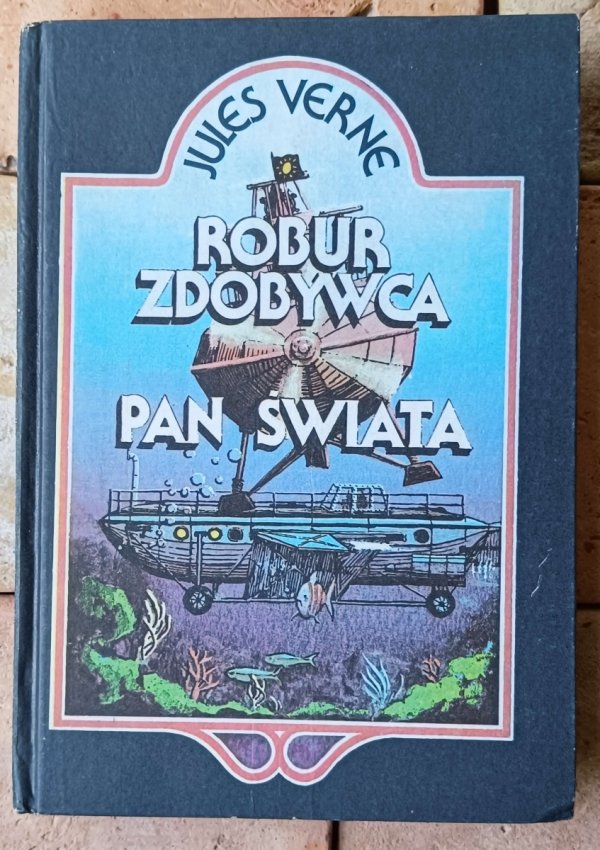 JULES VERNE
ROBUR
ZDOBYWCA
PAN ŚWIATA